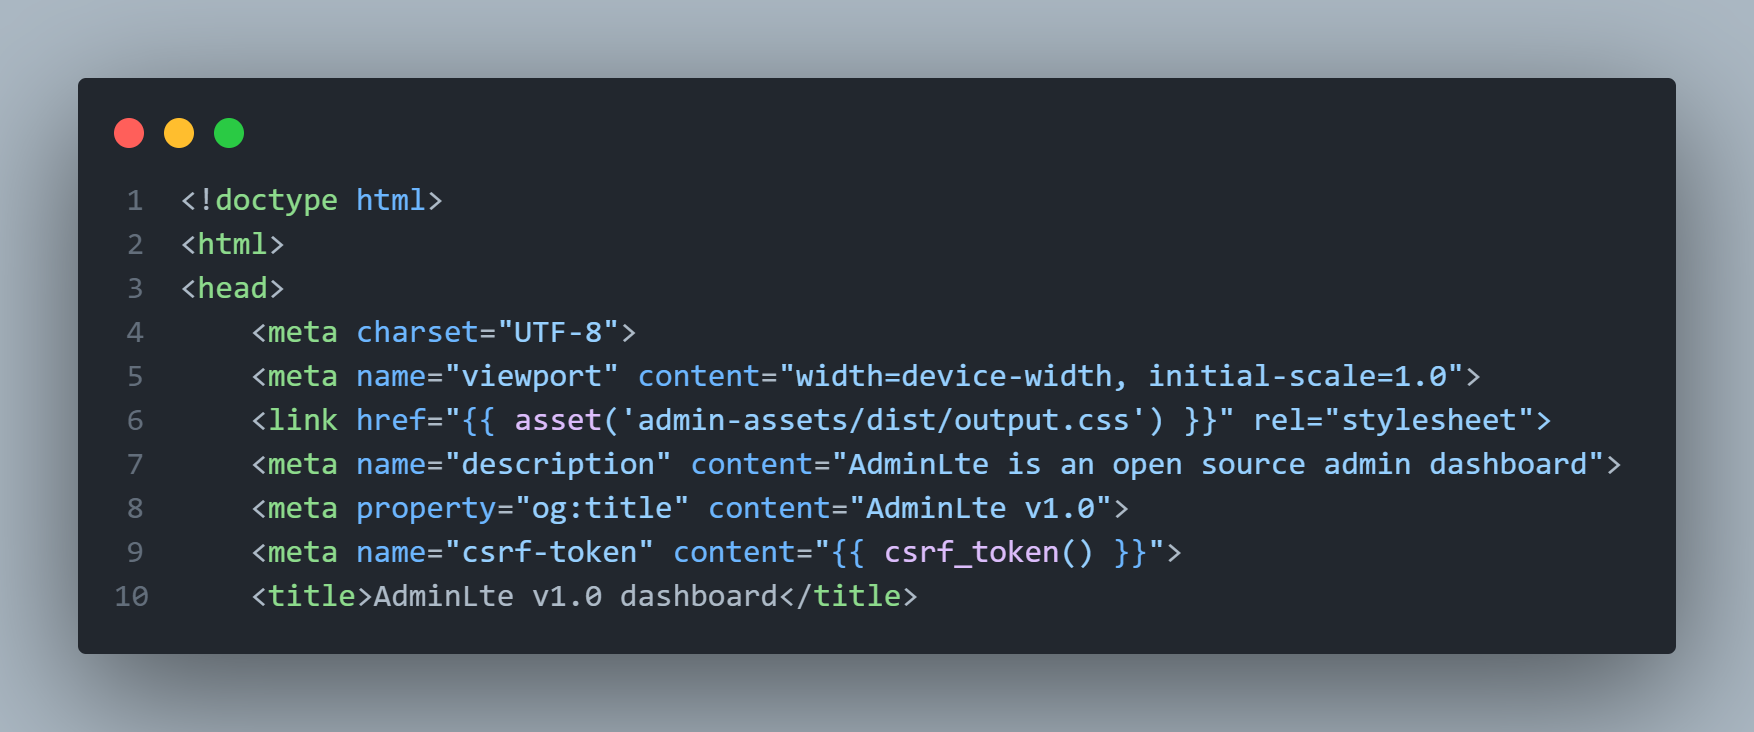 1 <!doctype html>
2 <html>
3 <head>
4     <meta charset="UTF-8">
5     <meta name="viewport" content="width=device-width, initial-scale=1.0">
6     <link href="{{ asset('admin-assets/dist/output.css') }}" rel="stylesheet">
7     <meta name="description" content="AdminLte is an open source admin dashboard">
8     <meta property="og:title" content="AdminLte v1.0">
9     <meta name="csrf-token" content="{{ csrf_token() }}">
10     <title>AdminLte v1.0 dashboard</title>